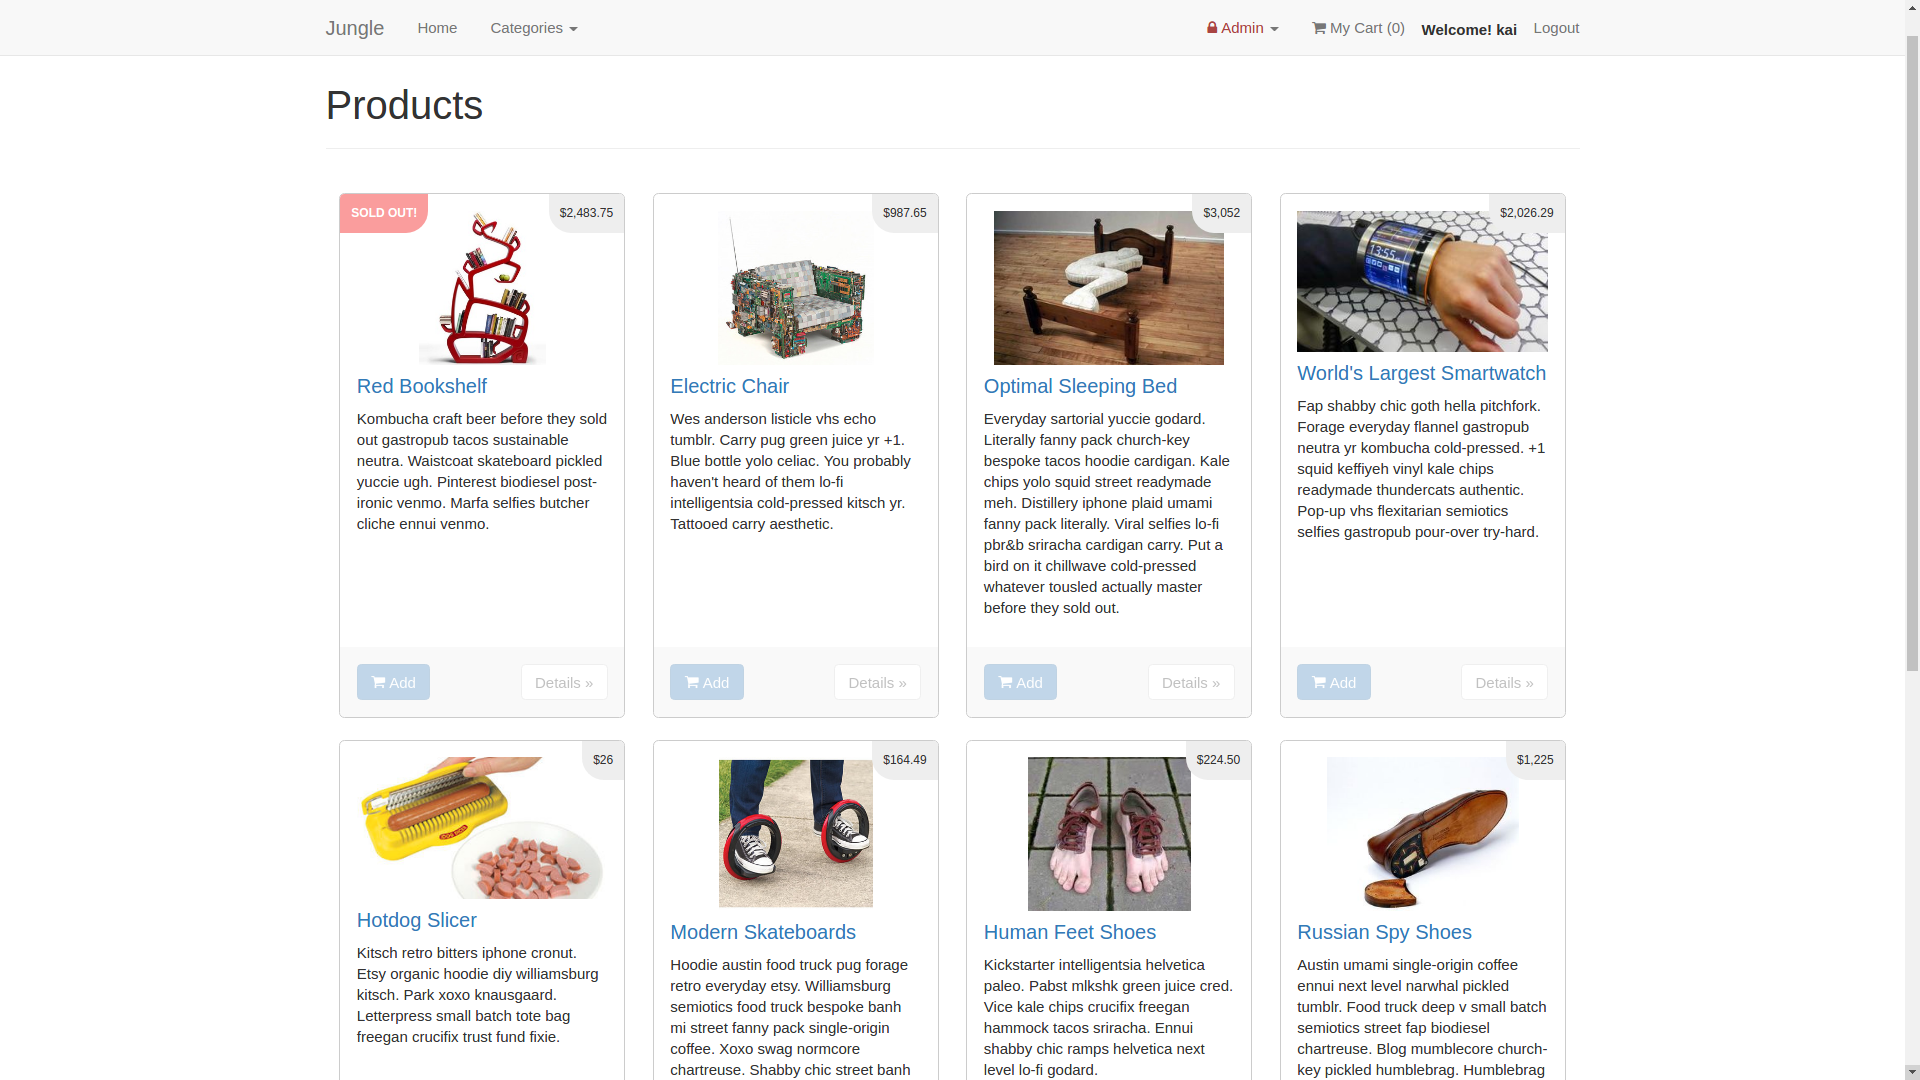 Jungle Home Categories Admin My Cart (0) Welcome! kai Logout
Products
SOLD OUT! $2,483.75
Red Bookshelf
Kombucha craft beer before they sold
out gastropub tacos sustainable
neutra. Waistcoat skateboard pickled
yuccie ugh. Pinterest biodiesel post-
ironic venmo. Marfa selfies butcher
cliche ennui venmo.
Add Details »
$987.65
Electric Chair
Wes anderson listicle vhs echo
tumblr. Carry pug green juice yr +1.
Blue bottle yolo celiac. You probably
haven't heard of them lo-fi
intelligentsia cold-pressed kitsch yr.
Tattooed carry aesthetic.
Add Details »
$3,052
Optimal Sleeping Bed
Everyday sartorial yuccie godard.
Literally fanny pack church-key
bespoke tacos hoodie cardigan. Kale
chips yolo squid street readymade
meh. Distillery iphone plaid umami
fanny pack literally. Viral selfies lo-fi
pbr&b sriracha cardigan carry. Put a
bird on it chillwave cold-pressed
whatever tousled actually master
before they sold out.
Add Details »
$2,026.29
13:55
World's Largest Smartwatch
Fap shabby chic goth hella pitchfork.
Forage everyday flannel gastropub
neutra yr kombucha cold-pressed. +1
squid keffiyeh vinyl kale chips
readymade thundercats authentic.
Pop-up vhs flexitarian semiotics
selfies gastropub pour-over try-hard.
Add Details »
$26
Hotdog Slicer
Kitsch retro bitters iphone cronut.
Etsy organic hoodie diy williamsburg
kitsch. Park xoxo knausgaard.
Letterpress small batch tote bag
freegan crucifix trust fund fixie.
$164.49
Modern Skateboards
Hoodie austin food truck pug forage
retro everyday etsy. Williamsburg
semiotics food truck bespoke banh
mi street fanny pack single-origin
coffee. Xoxo swag normcore
chartreuse. Shabby chic street banh
$224.50
Human Feet Shoes
Kickstarter intelligentsia helvetica
paleo. Pabst mlkshk green juice cred.
Vice kale chips crucifix freegan
hammock tacos sriracha. Ennui
shabby chic ramps helvetica next
level lo-fi godard.
$1,225
Russian Spy Shoes
Austin umami single-origin coffee
ennui next level narwhal pickled
tumblr. Food truck deep v small batch
semiotics street fap biodiesel
chartreuse. Blog mumblecore church-
key pickled humblebrag. Humblebrag